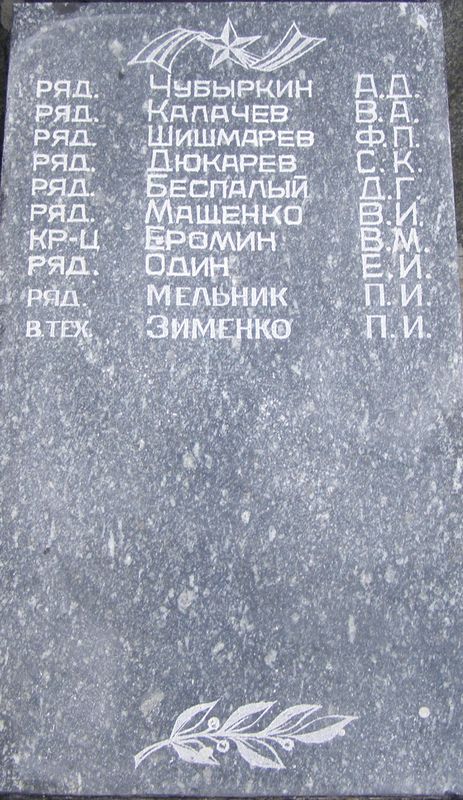 РЯД. ЧУБЫРКИН А.Д.
РЯД. КАЛАЧЕВ В.А.
РЯД. ШИШМАРЕВ Ф.П.
РЯД. ДЮКАРЕВ С.К.
РЯД. БЕСПАЛЫЙ Д.Г
РЯД. МАЩЕНКО В.И.
КР-Ц ЕРОМИН В.М.
РЯД. ОДИН Е.И.
РЯД. МЕЛЬНИК П.И.
В.ТЕХ. ЗИМЕНКО П.И.